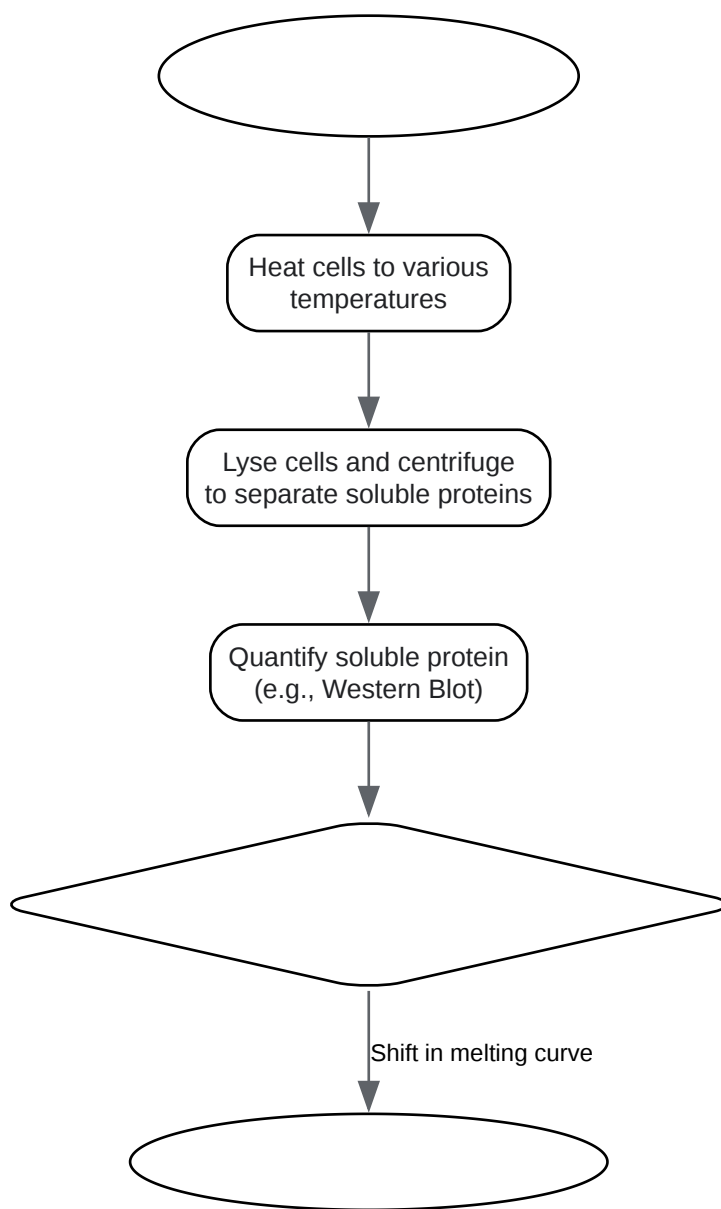 Heat cells to various
temperatures
Lyse cells and centrifuge
to separate soluble proteins
Quantify soluble protein
(e.g., Western Blot)
Shift in melting curve